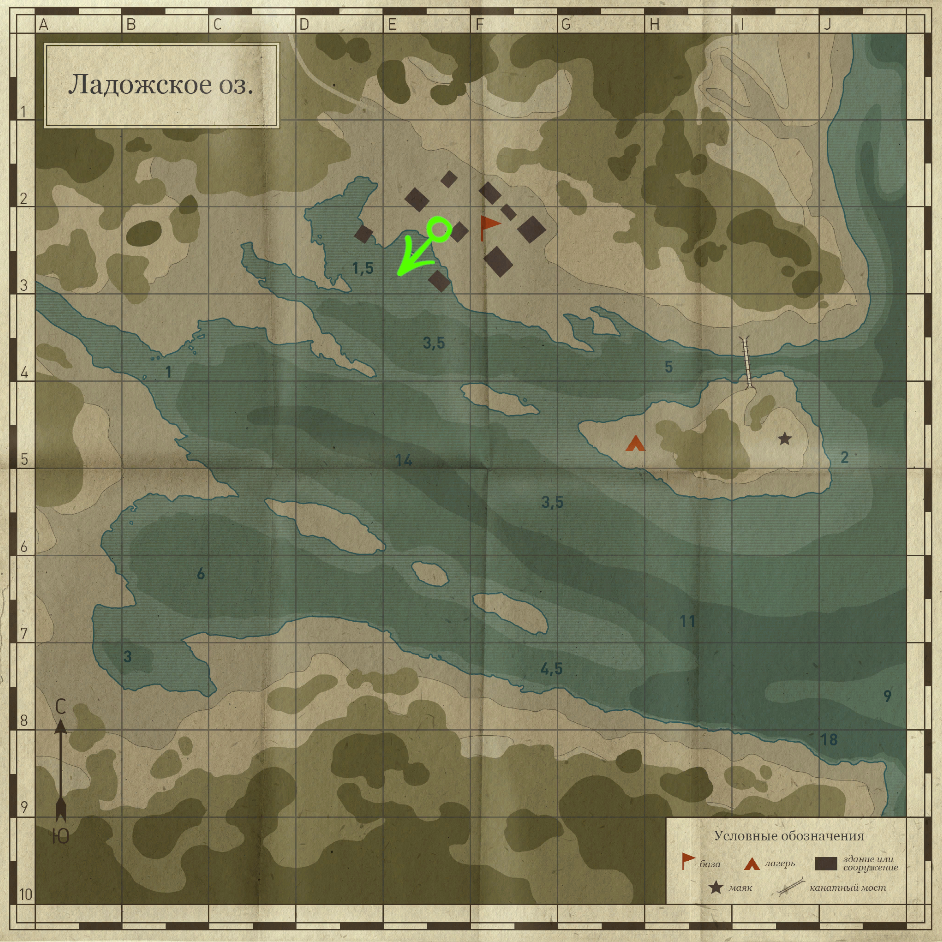 A B C D E F G H I J
Ладожское оз.
1
2
1,5
3
3,5
5
4
1
14
2
5
3,5
6
6
11
7
3
4,5
С
9
8
18
9
Ю
Условные обозначения
база
лагерь
здание или
сооружение
маяк
канатный мост
10